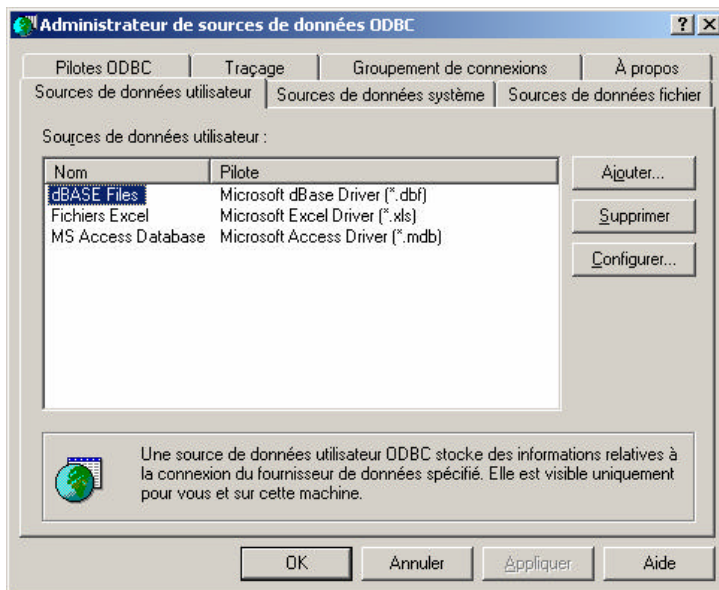 Administrateur de sources de données ODBC
Pilotes ODBC Traçage Groupement de connexions À propos
Sources de données utilisateur Sources de données système Sources de données fichier
Sources de données utilisateur :
Nom Pilote
dBASE Files Microsoft dBase Driver (*.dbf)
Fichiers Excel Microsoft Excel Driver (*.xls)
MS Access Database Microsoft Access Driver (*.mdb)
Ajouter...
Supprimer
Configurer...
Une source de données utilisateur ODBC stocke des informations relatives à
la connexion du fournisseur de données spécifié. Elle est visible uniquement
pour vous et sur cette machine.
OK Annuler Appliquer Aide